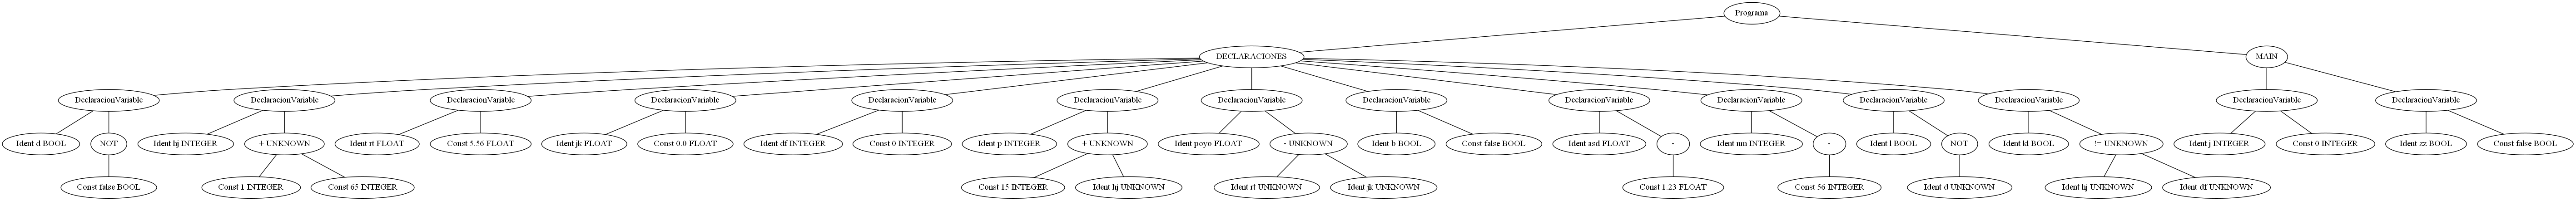 Programa
DECLARACIONES MAIN
DeclaracionVariable DeclaracionVariable DeclaracionVariable DeclaracionVariable DeclaracionVariable DeclaracionVariable DeclaracionVariable DeclaracionVariable DeclaracionVariable DeclaracionVariable DeclaracionVariable DeclaracionVariable DeclaracionVariable DeclaracionVariable
Ident d BOOL NOT Ident hj INTEGER + UNKNOWN Ident rt FLOAT Const 5.56 FLOAT Ident jk FLOAT Const 0.0 FLOAT Ident df INTEGER Const 0 INTEGER Ident p INTEGER + UNKNOWN Ident poyo FLOAT - UNKNOWN Ident b BOOL Const false BOOL Ident asd FLOAT - Ident nm INTEGER - Ident l BOOL NOT Ident kl BOOL != UNKNOWN Ident j INTEGER Const 0 INTEGER Ident zz BOOL Const false BOOL
Const false BOOL Const 1 INTEGER Const 65 INTEGER Const 15 INTEGER Ident hj UNKNOWN Ident rt UNKNOWN Ident jk UNKNOWN Const 1.23 FLOAT Const 56 INTEGER Ident d UNKNOWN Ident hj UNKNOWN Ident df UNKNOWN